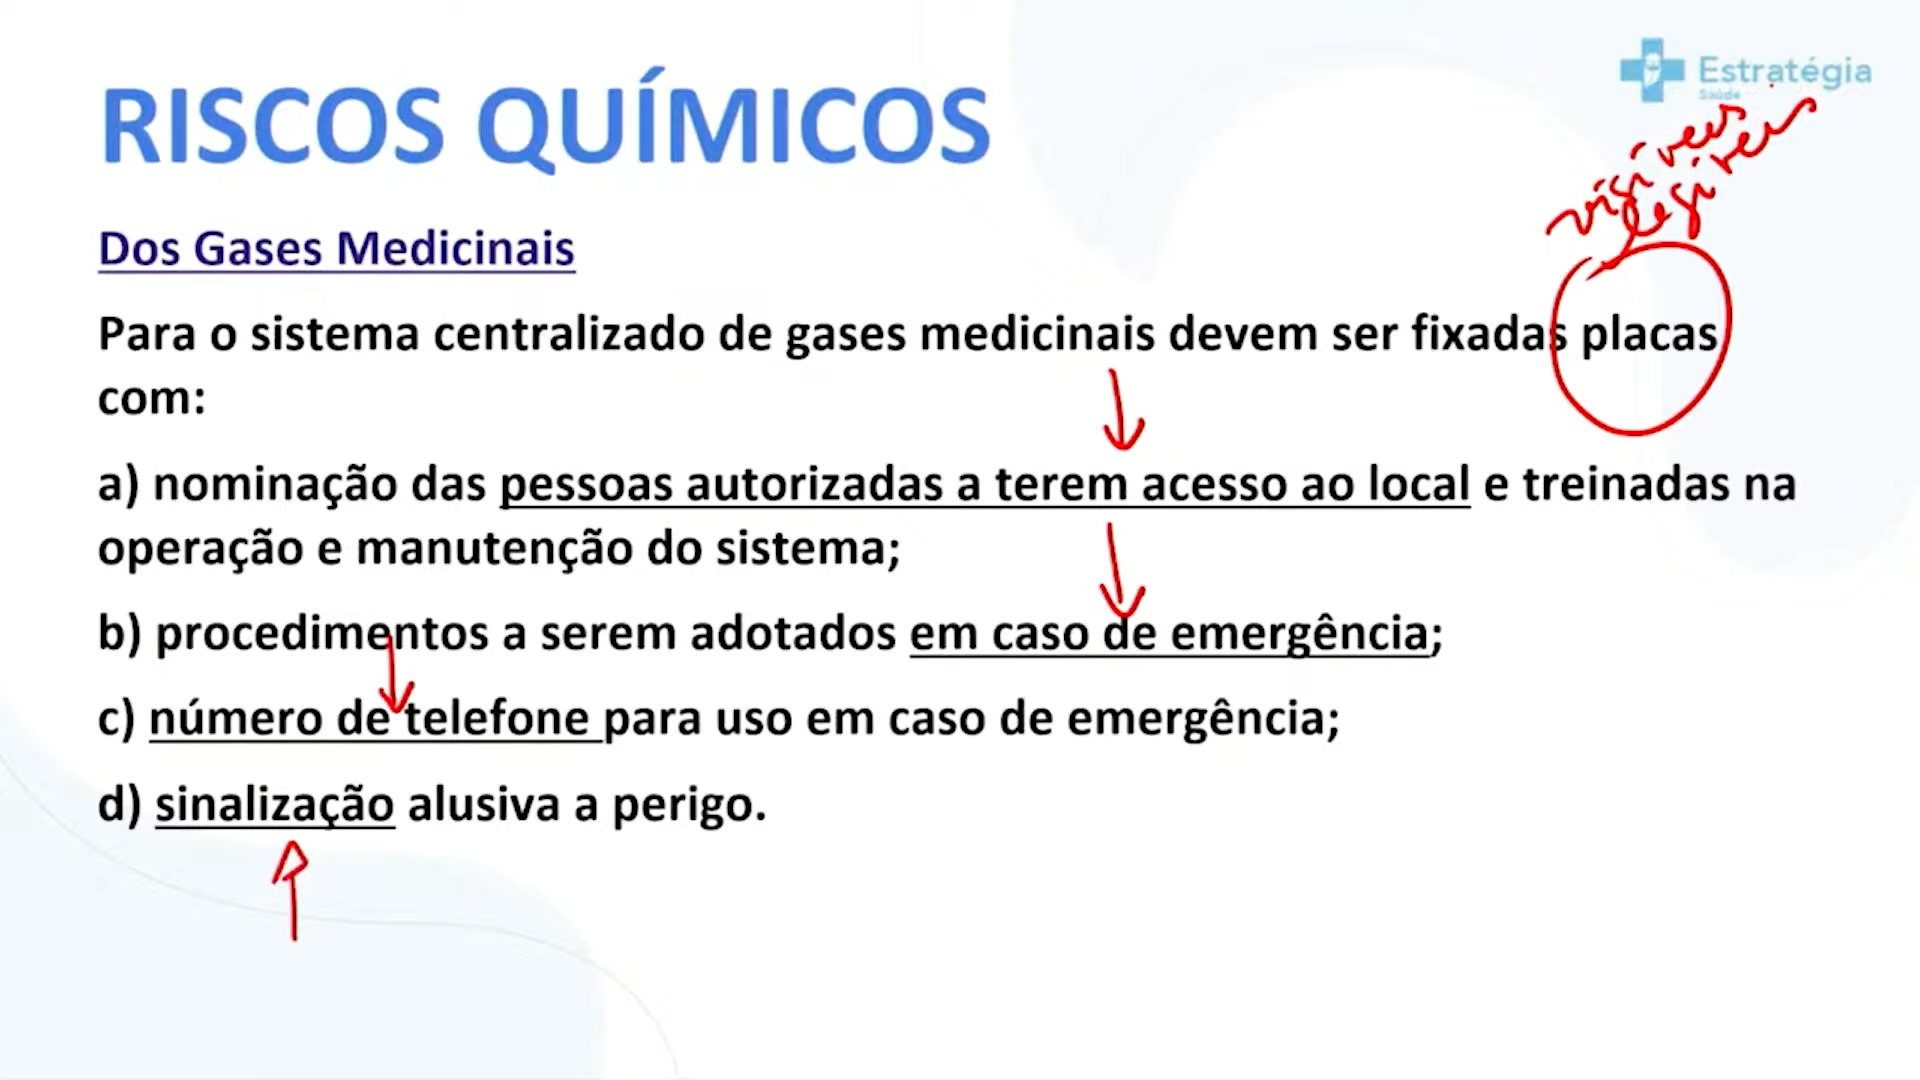 Estratégia
Saúde
RISCOS QUÍMICOS
visíveis
legíveis
Dos Gases Medicinais
Para o sistema centralizado de gases medicinais devem ser fixadas placas
com:
a) nominação das pessoas autorizadas a terem acesso ao local e treinadas na
operação e manutenção do sistema;
b) procedimentos a serem adotados em caso de emergência;
c) número de telefone para uso em caso de emergência;
d) sinalização alusiva a perigo.